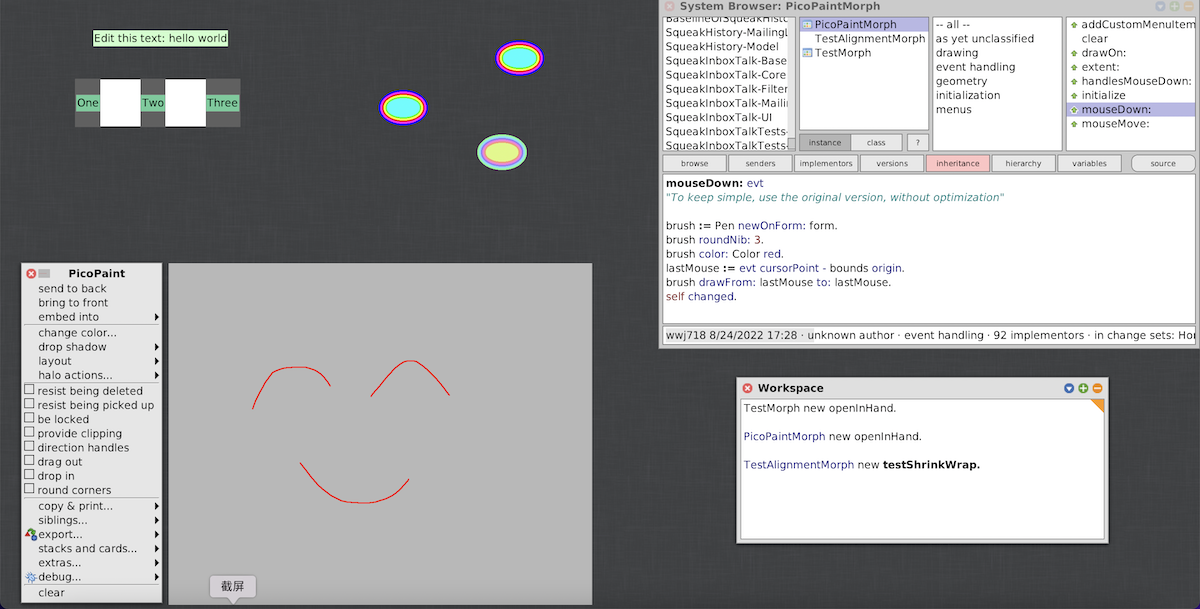 Edit this text: hello world
One
Two
Three
System Browser: PicoPaintMorph
SqueakHistory-MailingL
SqueakHistory-Model
SqueakInboxTalk-Base
SqueakInboxTalk-Core
SqueakInboxTalk-Filter
SqueakInboxTalk-Mailin
SqueakInboxTalk-UI
SqueakInboxTalkTests-
SqueakInboxTalkTests-
PicoPaintMorph
TestAlignmentMorph
TestMorph
instance
class
?
-- all --
as yet unclassified
drawing
event handling
geometry
initialization
menus
addCustomMenuItem
clear
drawOn:
extent:
handlesMouseDown:
initialize
mouseDown:
mouseMove:
browse
senders
implementors
versions
inheritance
hierarchy
variables
source
mouseDown: evt
"To keep simple, use the original version, without optimization"
brush := Pen newOnForm: form.
brush roundNib: 3.
brush color: Color red.
lastMouse := evt cursorPoint - bounds origin.
brush drawFrom: lastMouse to: lastMouse.
self changed.
wwj718 8/24/2022 17:28 · unknown author · event handling · 92 implementors · in change sets: Hor
PicoPaint
send to back
bring to front
embed into
change color...
drop shadow
layout
halo actions...
resist being deleted
resist being picked up
be locked
provide clipping
direction handles
drag out
drop in
round corners
copy & print...
siblings...
export...
stacks and cards...
extras...
debug...
clear
截屏
Workspace
TestMorph new openInHand.
PicoPaintMorph new openInHand.
TestAlignmentMorph new testShrinkWrap.